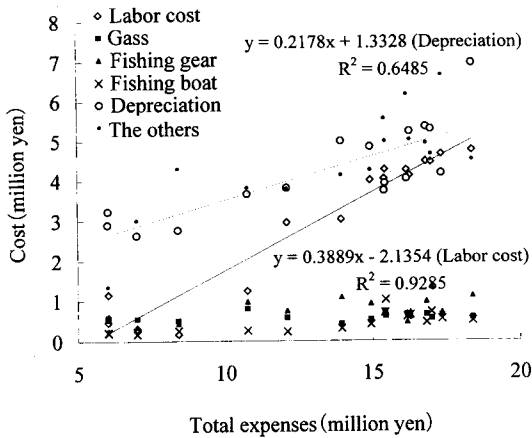 8
7
6
5
4
3
2
1
0
Cost (million yen)
Labor cost
Gass
Fishing gear
Fishing boat
Depreciation
The others
y = 0.2178x + 1.3328 (Depreciation)
R² = 0.6485
y = 0.3889x - 2.1354 (Labor cost)
R² = 0.9285
5
10
15
20
Total expenses (million yen)